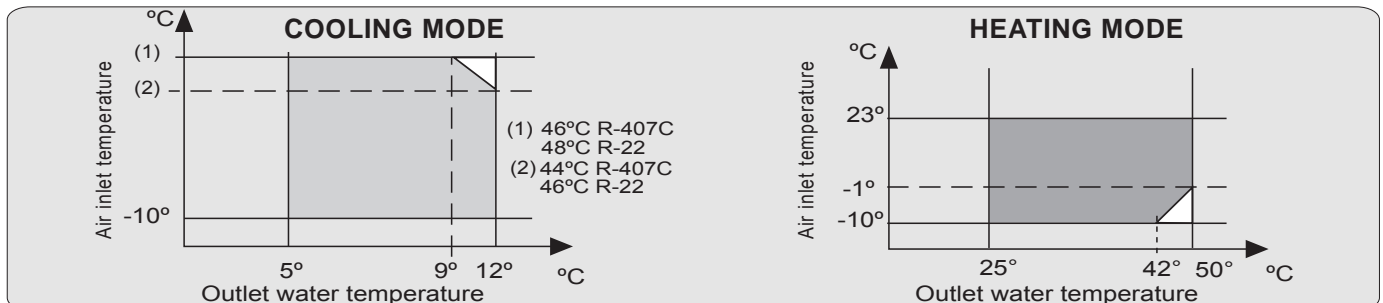 COOLING MODE
ºC
(1)
(2)
-10º
Air inlet temperature
(1) 46ºC R-407C
48ºC R-22
(2) 44ºC R-407C
46ºC R-22
5º 9º 12º ºC
Outlet water temperature
HEATING MODE
ºC
23º
-1º
-10º
Air inlet temperature
25° 42° 50° ºC
Outlet water temperature